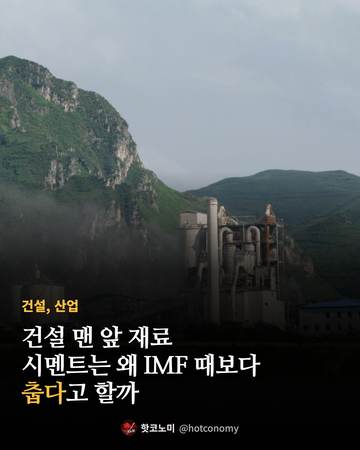 건설, 산업
건설 맨 앞 재료
시멘트는 왜 IMF 때보다
춥다고 할까
핫코노미 @hotconomy